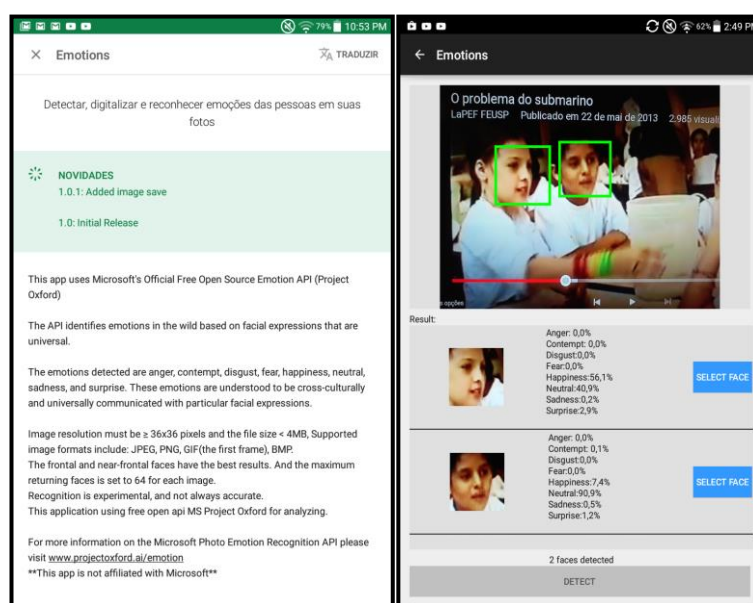 79% 10:53 PM
× Emotions
TRADUZIR
Detectar, digitalizar e reconhecer emoções das pessoas em suas
fotos
NOVIDADES
1.0.1: Added image save
1.0: Initial Release
This app uses Microsoft's Official Free Open Source Emotion API (Project
Oxford)
The API identifies emotions in the wild based on facial expressions that are
universal.
The emotions detected are anger, contempt, disgust, fear, happiness, neutral,
sadness, and surprise. These emotions are understood to be cross-culturally
and universally communicated with particular facial expressions.
Image resolution must be ≥ 36x36 pixels and the file size < 4MB, Supported
image formats include: JPEG, PNG, GIF(the first frame), BMP.
The frontal and near-frontal faces have the best results. And the maximum
returning faces is set to 64 for each image.
Recognition is experimental, and not always accurate.
This application using free open api MS Project Oxford for analyzing.
For more information on the Microsoft Photo Emotion Recognition API please
visit www.projectoxford.ai/emotion
**This app is not affiliated with Microsoft**
62% 2:49 PM
Emotions
O problema do submarino
LaPEF FEUSP Publicado em 22 de mai de 2013 2.985 visuali
s opções
Result:
Anger: 0,0%
Contempt: 0,0%
Disgust:0,0%
Fear:0,0%
Happiness:56,1%
Neutral:40,9%
Sadness:0,2%
Surprise:2,9%
SELECT FACE
Anger: 0,0%
Contempt: 0,1%
Disgust:0,0%
Fear:0,0%
Happiness:7,4%
Neutral:90,9%
Sadness:0,5%
Surprise:1,2%
SELECT FACE
2 faces detected
DETECT